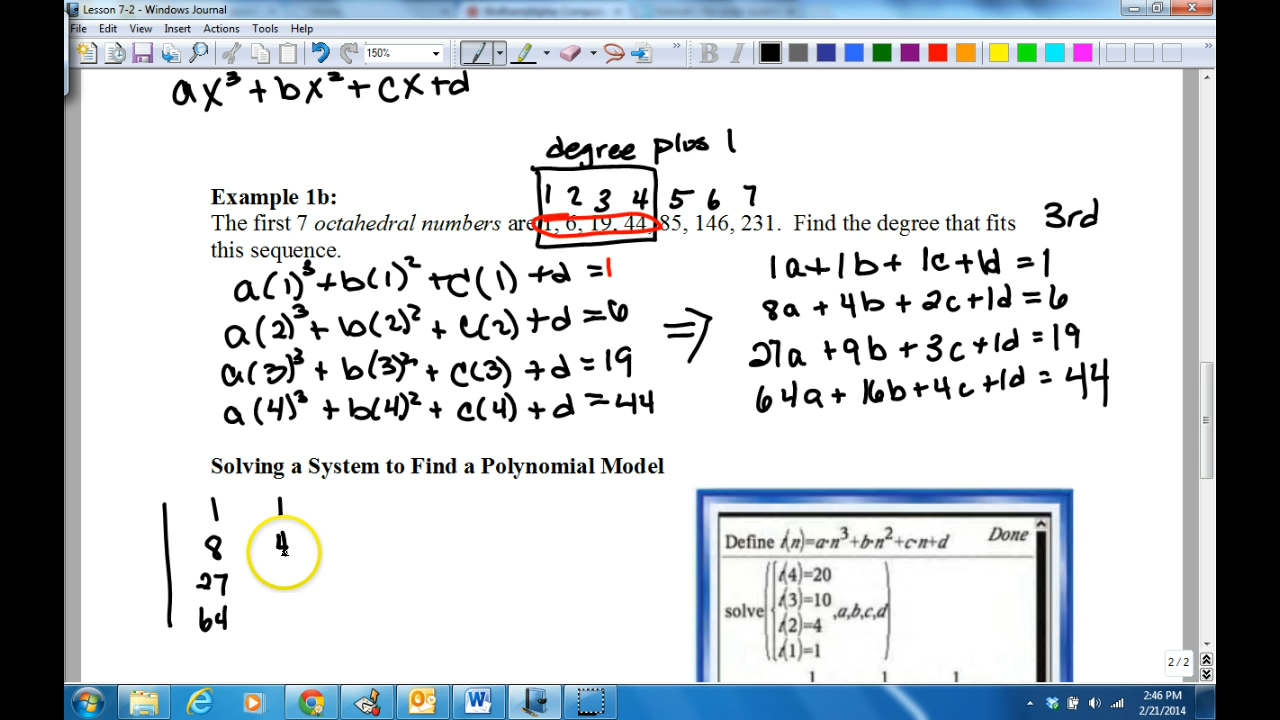 Lesson 7-2 - Windows Journal
File Edit View Insert Actions Tools Help
150%
ax³ + bx² + cx + d
degree plus 1
Example 1b:
1 2 3 4 5 6 7
The first 7 octahedral numbers are 1, 6, 19, 44, 85, 146, 231. Find the degree that fits
this sequence.
3rd
a(1)³ + b(1)² + c(1) + d = 1
a(2)³ + b(2)² + c(2) + d = 6
a(3)³ + b(3)² + c(3) + d = 19
a(4)³ + b(4)² + c(4) + d = 44
⇒
1a + 1b + 1c + 1d = 1
8a + 4b + 2c + 1d = 6
27a + 9b + 3c + 1d = 19
64a + 16b + 4c + 1d = 44
Solving a System to Find a Polynomial Model
1 1
8 4
27
64
Define t(n)=a·n³+b·n²+c·n+d Done
t(4)=20
t(3)=10
solve ,a,b,c,d
t(2)=4
t(1)=1
1 1 1
2/2
2:46 PM
2/21/2014